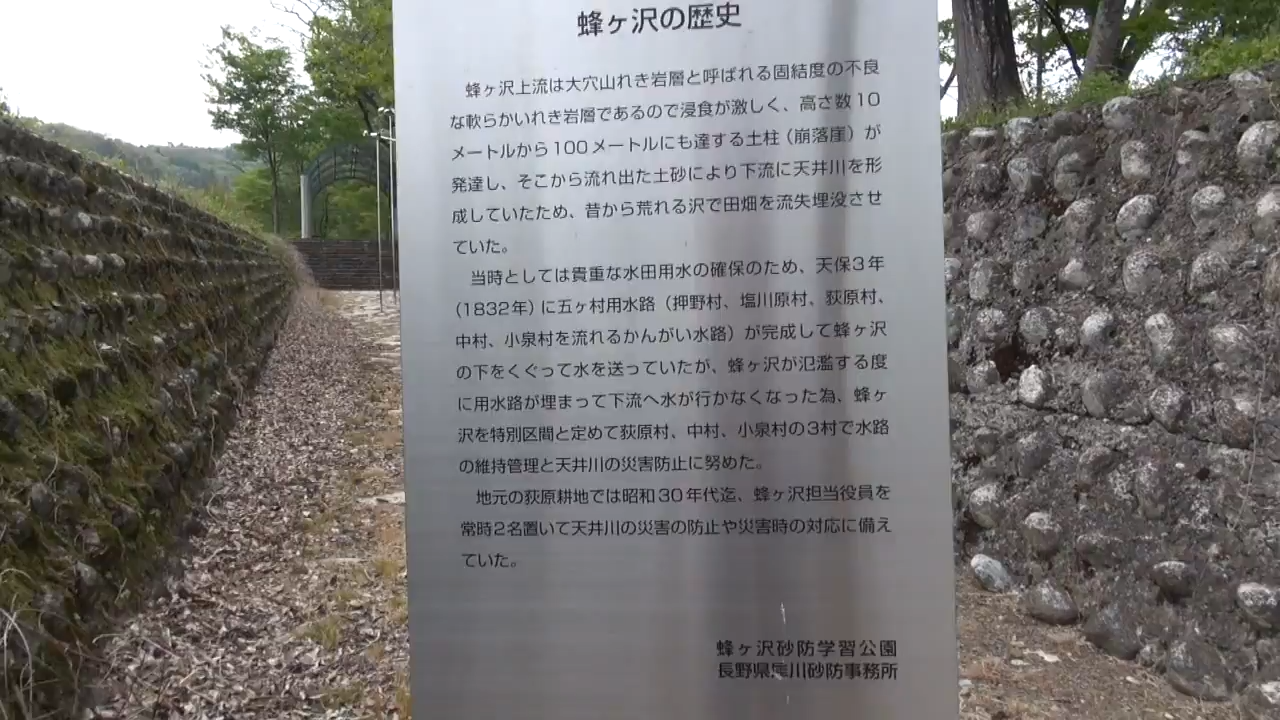 蜂ヶ沢の歴史
蜂ヶ沢上流は大穴山れき岩層と呼ばれる固結度の不良
な軟らかいれき岩層であるので浸食が激しく、高さ数10
メートルから100メートルにも達する土柱（崩落崖）が
発達し、そこから流れ出た土砂により下流に天井川を形
成していたため、昔から荒れる沢で田畑を流失埋没させ
ていた。
当時としては貴重な水田用水の確保のため、天保3年
（1832年）に五ヶ村用水路（押野村、塩川原村、荻原村、
中村、小泉村を流れるかんがい水路）が完成して蜂ヶ沢
の下をくぐって水を送っていたが、蜂ヶ沢が氾濫する度
に用水路が埋まって下流へ水が行かなくなった為、蜂ヶ
沢を特別区間と定めて荻原村、中村、小泉村の3村で水路
の維持管理と天井川の災害防止に努めた。
地元の荻原耕地では昭和30年代迄、蜂ヶ沢担当役員を
常時2名置いて天井川の災害の防止や災害時の対応に備え
ていた。
蜂ヶ沢砂防学習公園
長野県犀川砂防事務所